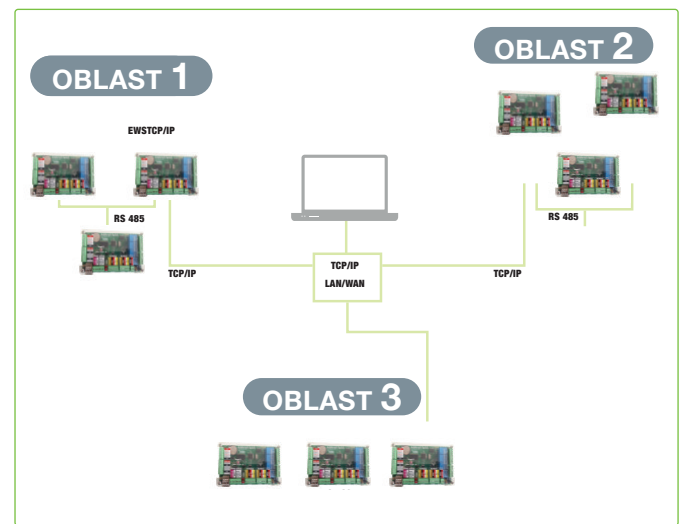 OBLAST 1
EWSTCP/IP
RS 485
TCP/IP
OBLAST 2
RS 485
TCP/IP
TCP/IP
LAN/WAN
OBLAST 3